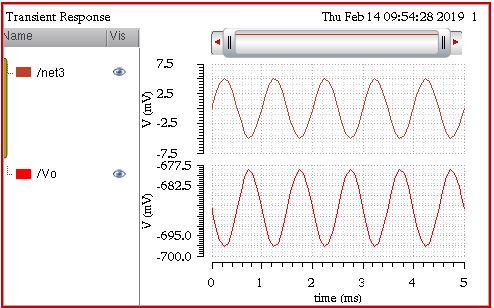 Transient Response Thu Feb 14 09:54:28 2019 1
Name Vis
/net3
/Vo
7.5
2.5
-2.5
-7.5
V (mV)
-677.5
-682.5
-695.0
-700.0
V (mV)
0 1 2 3 4 5
time (ms)